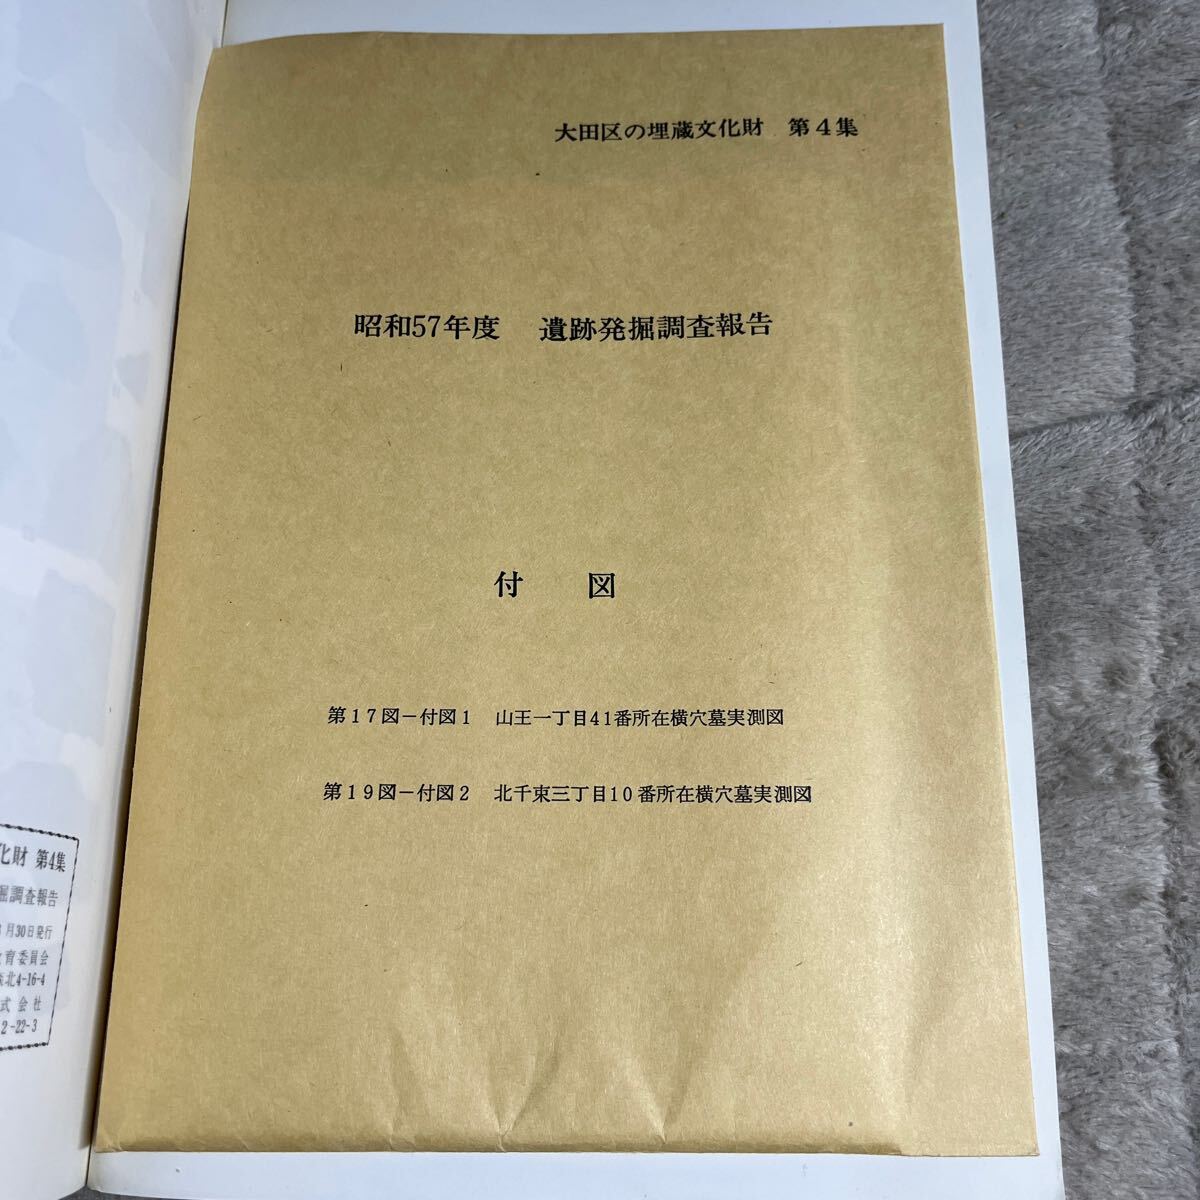 大田区の埋蔵文化財　第４集
昭和57年度　遺跡発掘調査報告
付　図
第１７図－付図１　山王一丁目41番所在横穴墓実測図
第１９図－付図２　北千束三丁目10番所在横穴墓実測図
化財 第4集
掘調査報告
月30日発行
育委員会
北4-16-4
式会社
2-22-3